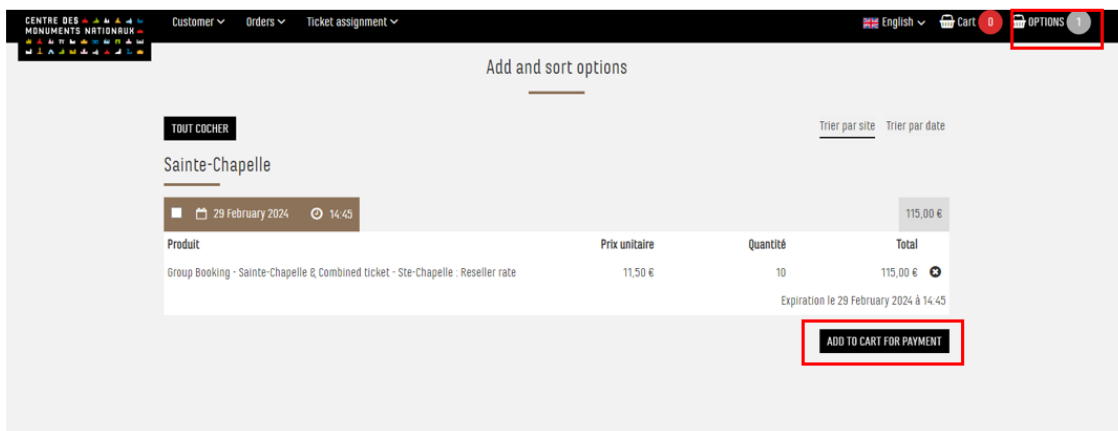 CENTRE DES
MONUMENTS NATIONAUX
Customer Orders Ticket assignment English Cart 0 OPTIONS 1
Add and sort options
TOUT COCHER
Trier par site Trier par date
Sainte-Chapelle
29 February 2024 14:45 115,00 €
Produit Prix unitaire Quantité Total
Group Booking - Sainte-Chapelle & Combined ticket - Ste-Chapelle : Reseller rate 11,50 € 10 115,00 €
Expiration le 29 February 2024 à 14:45
ADD TO CART FOR PAYMENT